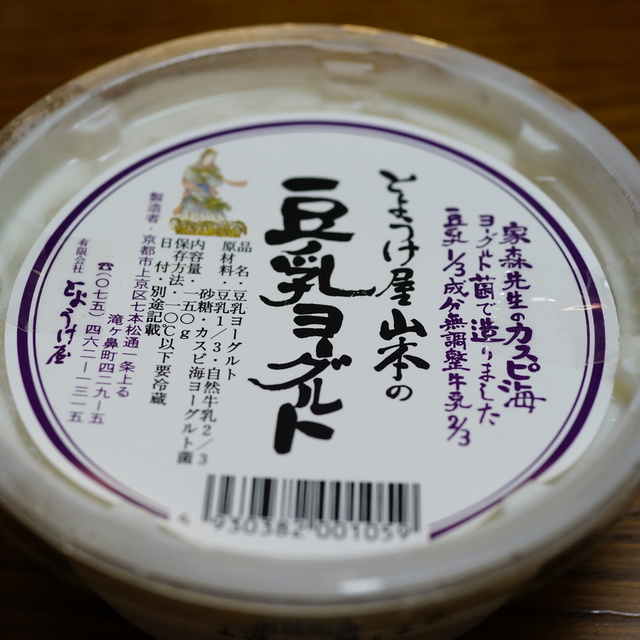 家森先生のカスピ海
ヨーグルト菌で造りました
豆乳1/3成分無調整牛乳2/3
とようけ屋山本の
豆乳ヨーグルト
品名・豆乳ヨーグルト
原材料・豆乳1/3・自然牛乳2/3
砂糖・カスピ海ヨーグルト菌
内容量・一五〇g
保存方法・一〇℃以下要冷蔵
日付・別途記載
製造者・京都市上京区七本松通一条上る
滝ヶ鼻町四二九ー五
☎(〇七五)四六二ー一三一五
有限会社 とようけ屋
4 930382 001059